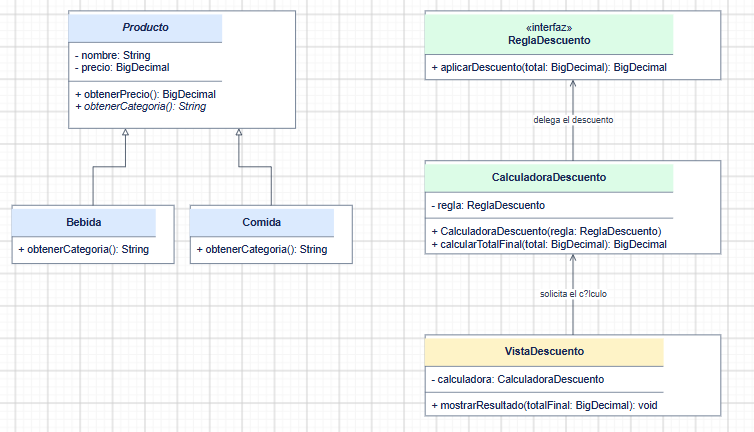 Producto
- nombre: String
- precio: BigDecimal
+ obtenerPrecio(): BigDecimal
+ obtenerCategoria(): String
Bebida
+ obtenerCategoria(): String
Comida
+ obtenerCategoria(): String
«interfaz»
ReglaDescuento
+ aplicarDescuento(total: BigDecimal): BigDecimal
delega el descuento
CalculadoraDescuento
- regla: ReglaDescuento
+ CalculadoraDescuento(regla: ReglaDescuento)
+ calcularTotalFinal(total: BigDecimal): BigDecimal
solicita el c?lculo
VistaDescuento
- calculadora: CalculadoraDescuento
+ mostrarResultado(totalFinal: BigDecimal): void